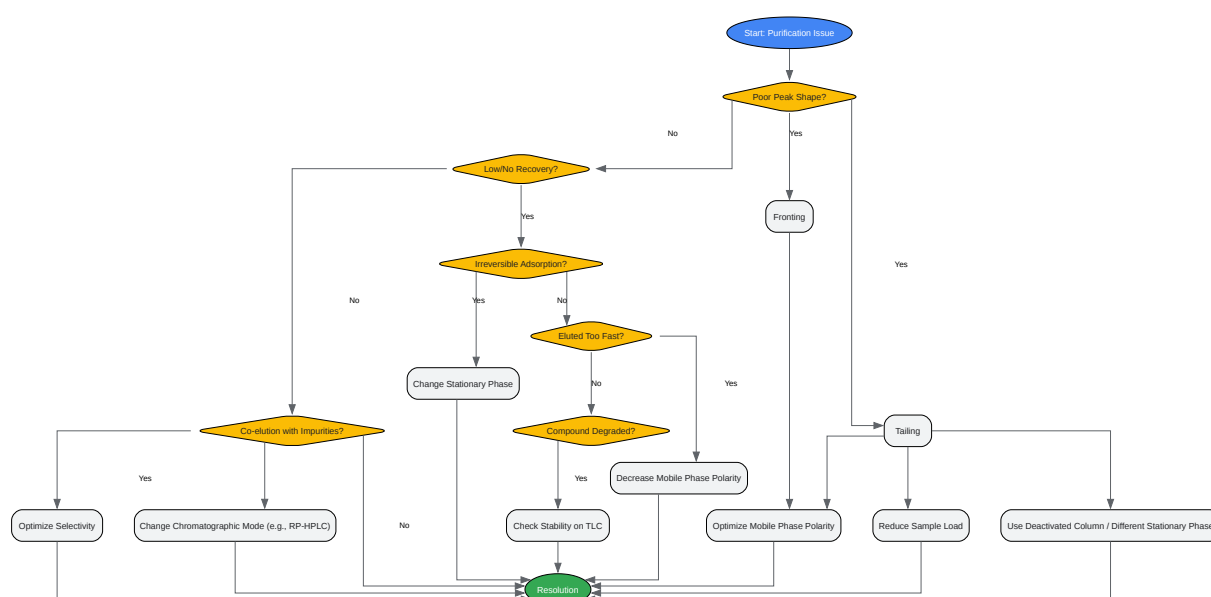 Start: Purification Issue
Poor Peak Shape?
No
Yes
Low/No Recovery?
Yes
Fronting
Irreversible Adsorption?
Yes
No
Yes
No
Eluted Too Fast?
Change Stationary Phase
No
Yes
Co-elution with Impurities?
Compound Degraded?
Tailing
Yes
Yes
Decrease Mobile Phase Polarity
Optimize Selectivity
Change Chromatographic Mode (e.g., RP-HPLC)
No
Check Stability on TLC
Optimize Mobile Phase Polarity
Reduce Sample Load
Use Deactivated Column / Different Stationary Phase
Resolution